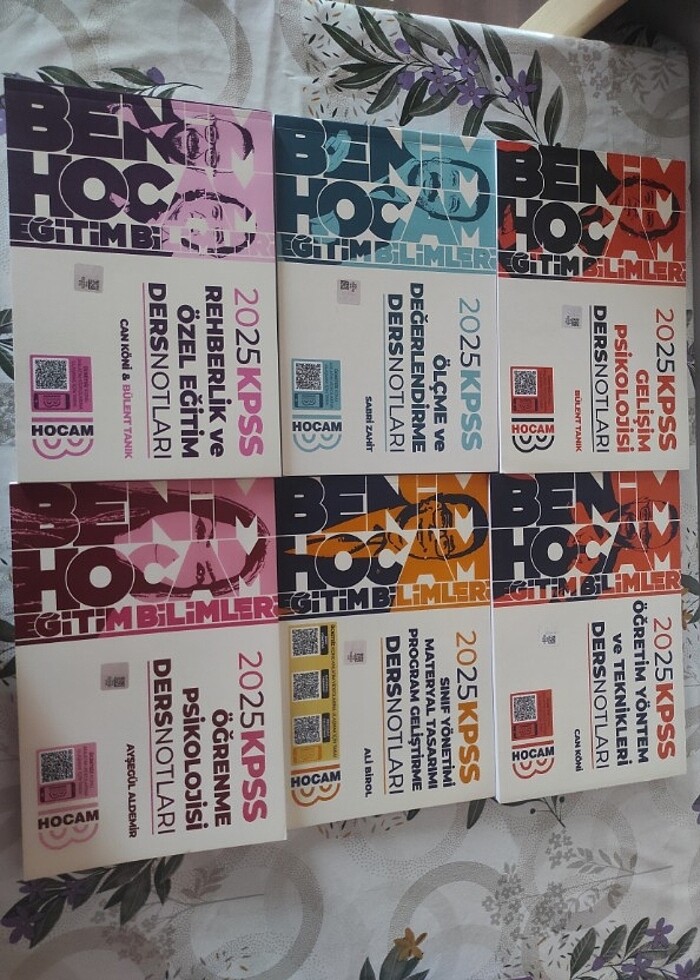 BENİM
HOCAM
EĞİTİM BİLİMLERİ
2025 KPSS
REHBERLİK ve
ÖZEL EĞİTİM
DERSNOTLARI
CAN KÖNİ & BÜLENT TANIK
HOCAM
BENİM
HOCAM
EĞİTİM BİLİMLERİ
2025 KPSS
ÖLÇME ve
DEĞERLENDİRME
DERSNOTLARI
SABRİ ZAHİR
HOCAM
BENİM
HOCAM
EĞİTİM BİLİMLERİ
2025 KPSS
GELİŞİM
PSİKOLOJİSİ
DERSNOTLARI
BÜLENT TANIK
HOCAM
BENİM
HOCAM
EĞİTİM BİLİMLERİ
2025 KPSS
ÖĞRENME
PSİKOLOJİSİ
DERSNOTLARI
AYŞEGÜL ALDEMİR
HOCAM
BENİM
HOCAM
EĞİTİM BİLİMLERİ
2025 KPSS
SINIF YÖNETİMİ
MATERYAL TASARIMI
PROGRAM GELİŞTİRME
DERSNOTLARI
ALİ BİROL
HOCAM
BENİM
HOCAM
EĞİTİM BİLİMLERİ
2025 KPSS
ÖĞRETİM YÖNTEM
ve TEKNİKLERİ
DERSNOTLARI
CAN KÖNİ
HOCAM